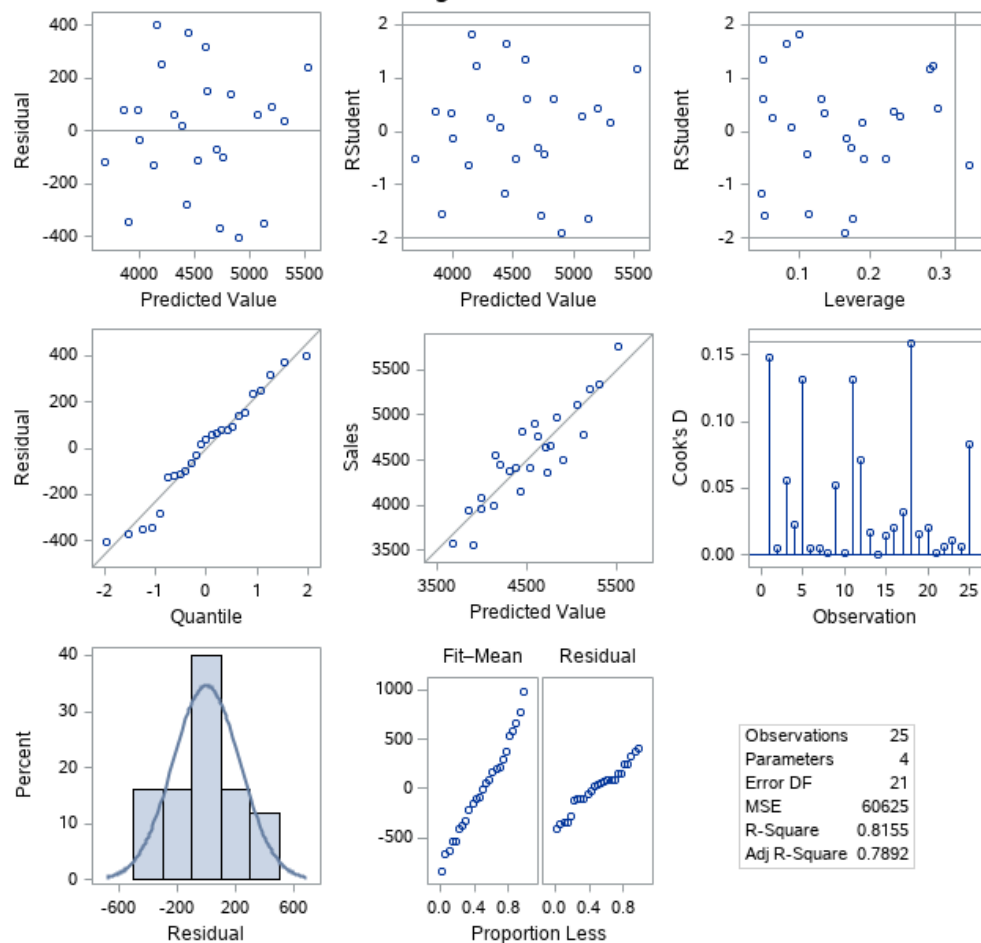 400
200
0
-200
-400
Residual
4000 4500 5000 5500
Predicted Value
2
1
0
-1
-2
RStudent
4000 4500 5000 5500
Predicted Value
2
1
0
-1
-2
RStudent
0.1 0.2 0.3
Leverage
400
200
0
-200
-400
Residual
-2 -1 0 1 2
Quantile
5500
5000
4500
4000
3500
Sales
3500 4500 5500
Predicted Value
0.15
0.10
0.05
0.00
Cook's D
0 5 10 15 20 25
Observation
40
30
20
10
0
Percent
-600 -200 200 600
Residual
Fit–Mean Residual
1000
500
0
-500
0.0 0.4 0.8 0.0 0.4 0.8
Proportion Less
Observations 25
Parameters 4
Error DF 21
MSE 60625
R-Square 0.8155
Adj R-Square 0.7892